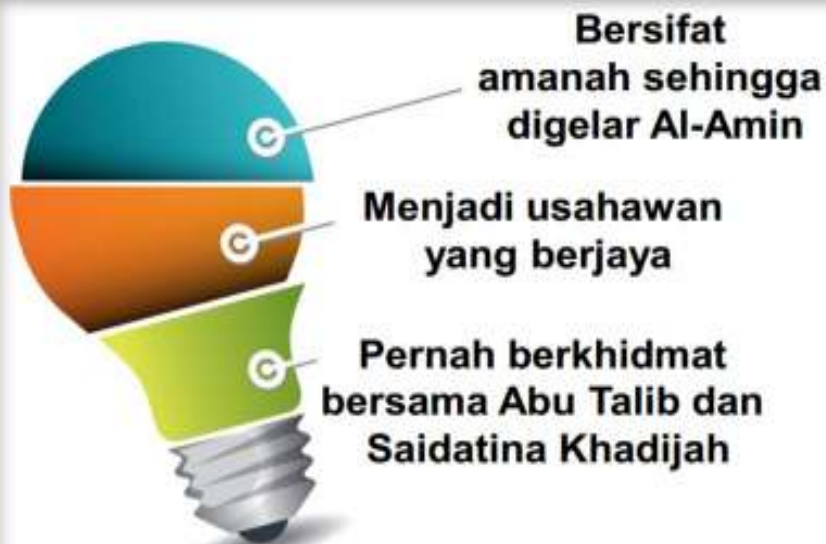 Bersifat
amanah sehingga
digelar Al-Amin
Menjadi usahawan
yang berjaya
Pernah berkhidmat
bersama Abu Talib dan
Saidatina Khadijah